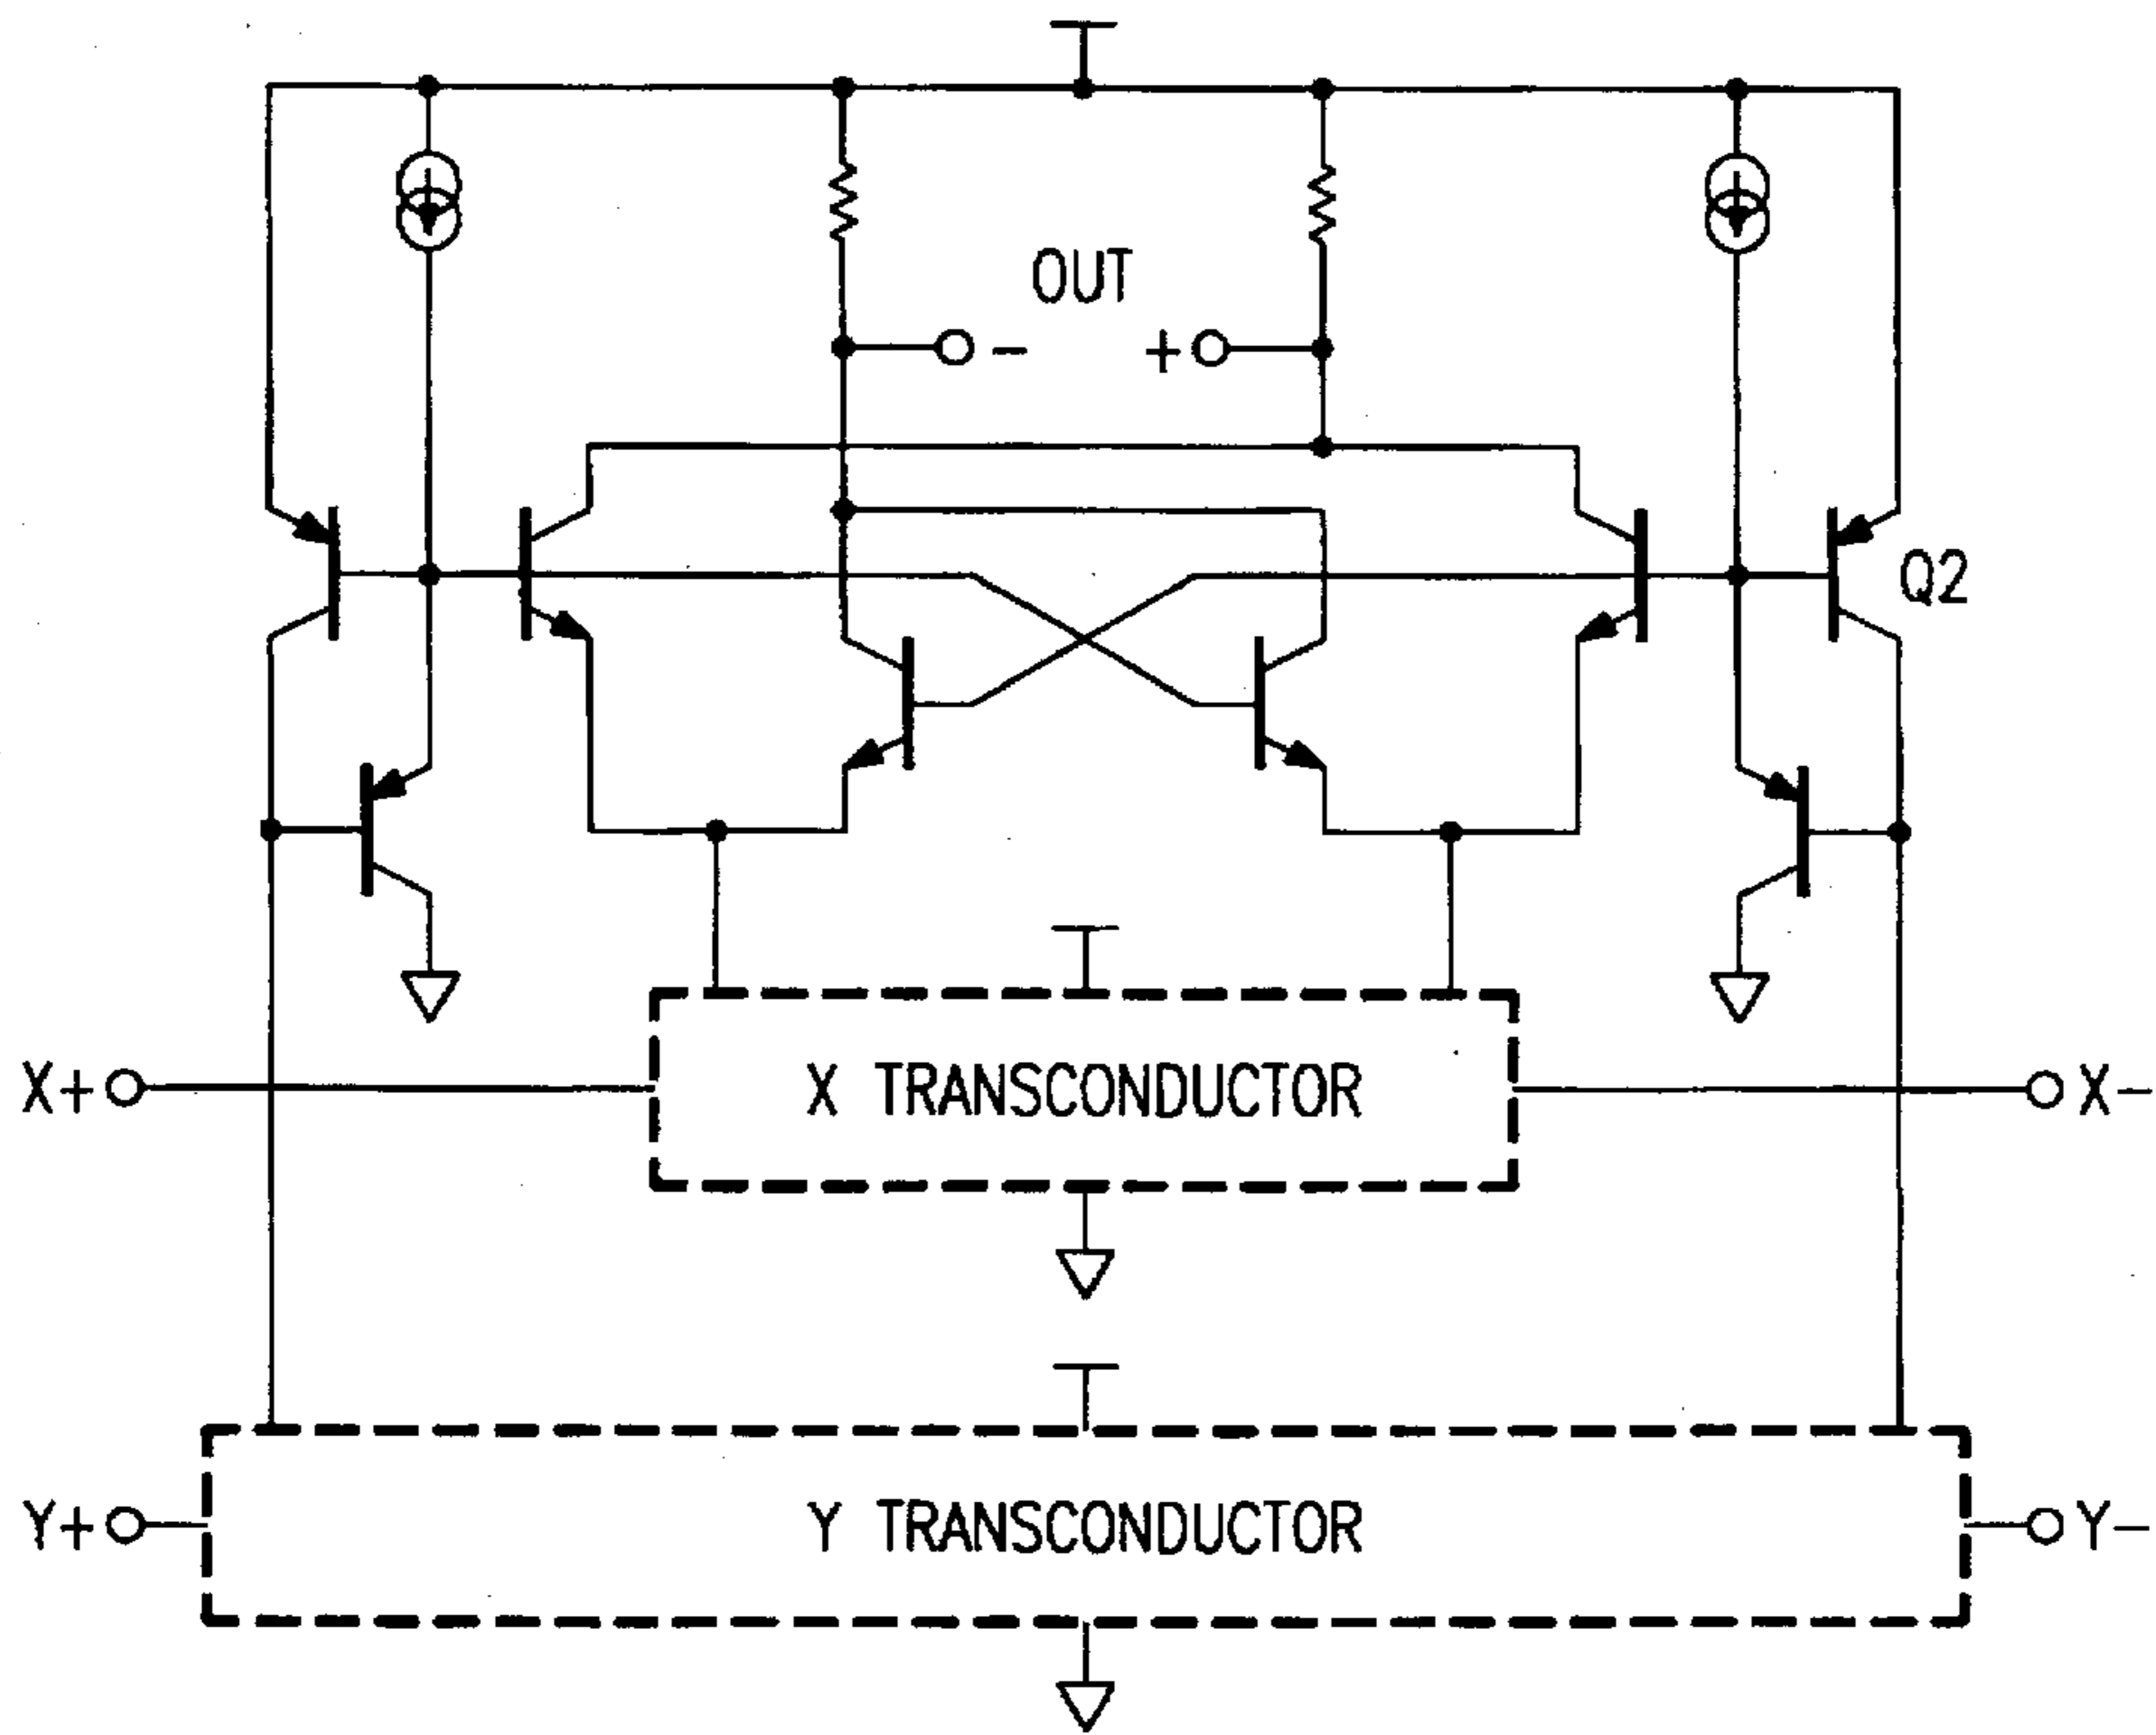 OUT
- +
Q2
X+ X TRANSCONDUCTOR X-
Y+ Y TRANSCONDUCTOR Y-